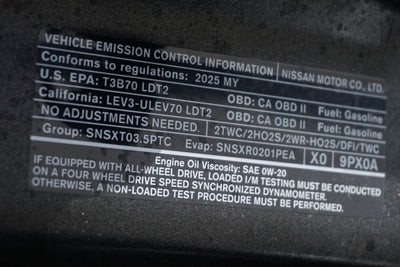 VEHICLE EMISSION CONTROL INFORMATION NISSAN MOTOR CO., LTD.
Conforms to regulations: 2025 MY
U.S. EPA: T3B70 LDT2 OBD: CA OBD II Fuel: Gasoline
California: LEV3-ULEV70 LDT2 OBD: CA OBD II Fuel: Gasoline
NO ADJUSTMENTS NEEDED. 2TWC/2HO2S/2WR-HO2S/DFI/TWC
Group: SNSXT03.5PTC Evap: SNSXR0201PEA X0 9PX0A
Engine Oil Viscosity: SAE 0W-20
IF EQUIPPED WITH ALL-WHEEL DRIVE, LOADED I/M TESTING MUST BE CONDUCTED
ON A FOUR WHEEL DRIVE SPEED SYNCHRONIZED DYNAMOMETER.
OTHERWISE, A NON-LOADED TEST PROCEDURE MUST BE PERFORMED.